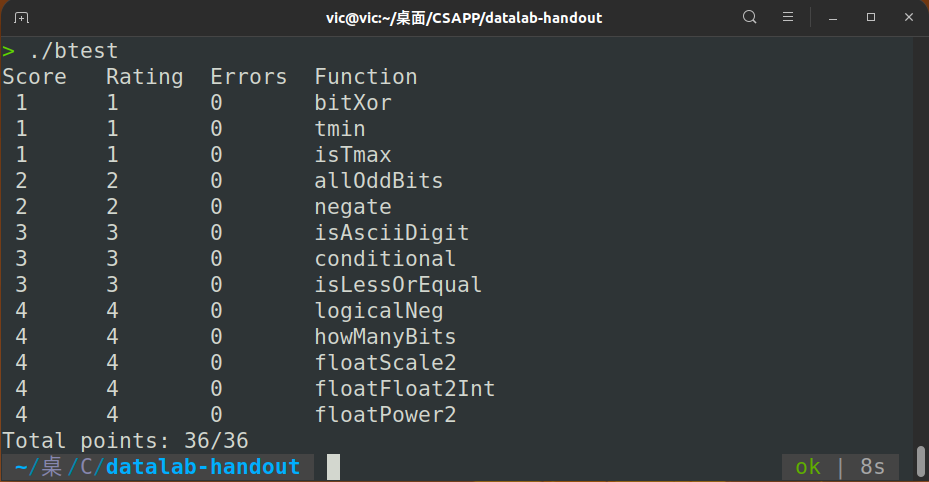 vic@vic:~/桌面/CSAPP/datalab-handout
> ./btest
Score Rating Errors Function
1 1 0 bitXor
1 1 0 tmin
1 1 0 isTmax
2 2 0 allOddBits
2 2 0 negate
3 3 0 isAsciiDigit
3 3 0 conditional
3 3 0 isLessOrEqual
4 4 0 logicalNeg
4 4 0 howManyBits
4 4 0 floatScale2
4 4 0 floatFloat2Int
4 4 0 floatPower2
Total points: 36/36
~/桌/C/datalab-handout ok | 8s